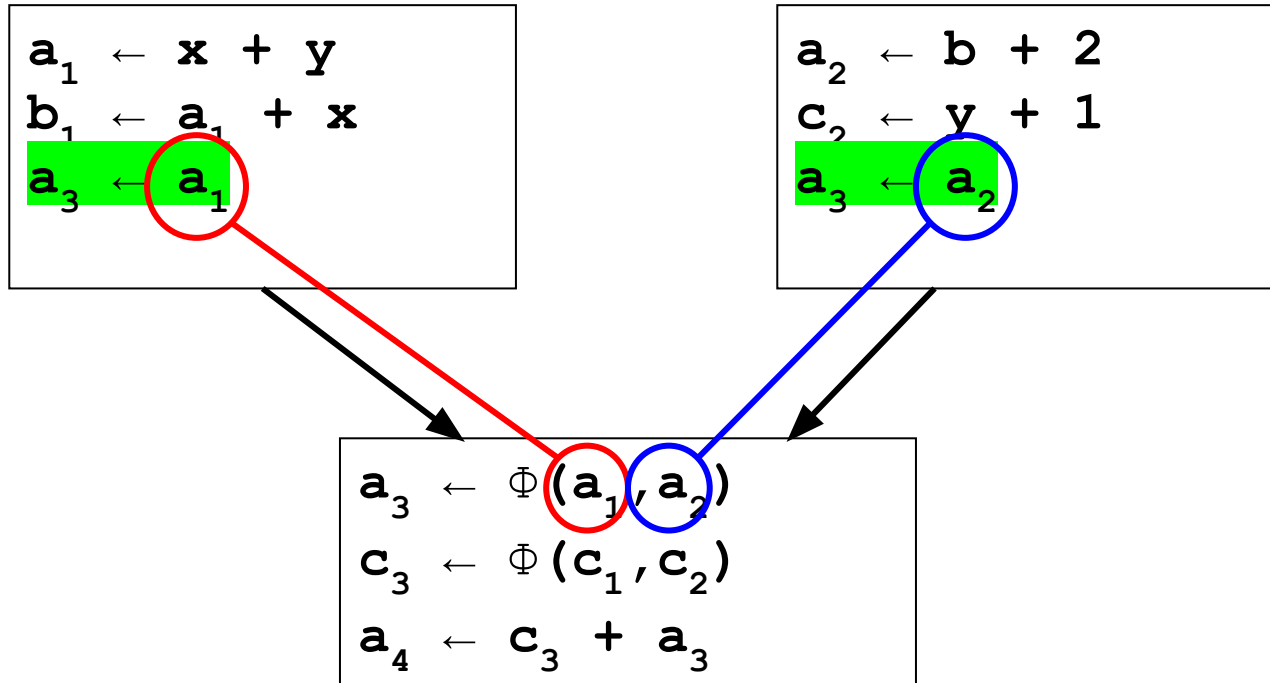 a₁ ← x + y
b₁ ← a₁ + x
a₃ ← a₁
a₂ ← b + 2
c₂ ← y + 1
a₃ ← a₂
a₃ ← Φ(a₁,a₂)
c₃ ← Φ(c₁,c₂)
a₄ ← c₃ + a₃